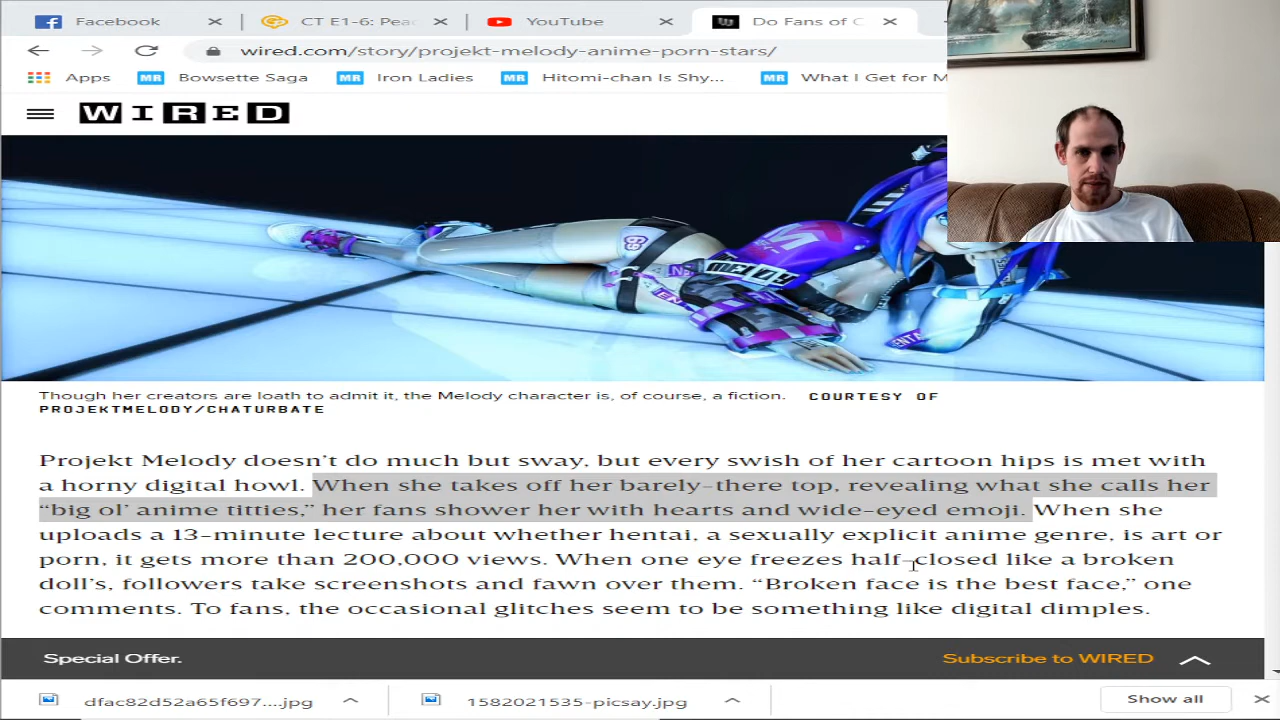 Facebook
CT E1-6: Pea
YouTube
Do Fans of C
wired.com/story/projekt-melody-anime-porn-stars/
Apps MR Bowsette Saga MR Iron Ladies MR Hitomi-chan Is Shy... MR What I Get for M
WIRED
69
MELODY
Though her creators are loath to admit it, the Melody character is, of course, a fiction. COURTESY OF
PROJEKTMELODY/CHATURBATE
Projekt Melody doesn't do much but sway, but every swish of her cartoon hips is met with
a horny digital howl. When she takes off her barely-there top, revealing what she calls her
“big ol’ anime titties,” her fans shower her with hearts and wide-eyed emoji. When she
uploads a 13-minute lecture about whether hentai, a sexually explicit anime genre, is art or
porn, it gets more than 200,000 views. When one eye freezes half-closed like a broken
doll’s, followers take screenshots and fawn over them. “Broken face is the best face,” one
comments. To fans, the occasional glitches seem to be something like digital dimples.
Special Offer.
Subscribe to WIRED
dfac82d52a65f697....jpg
1582021535-picsay.jpg
Show all